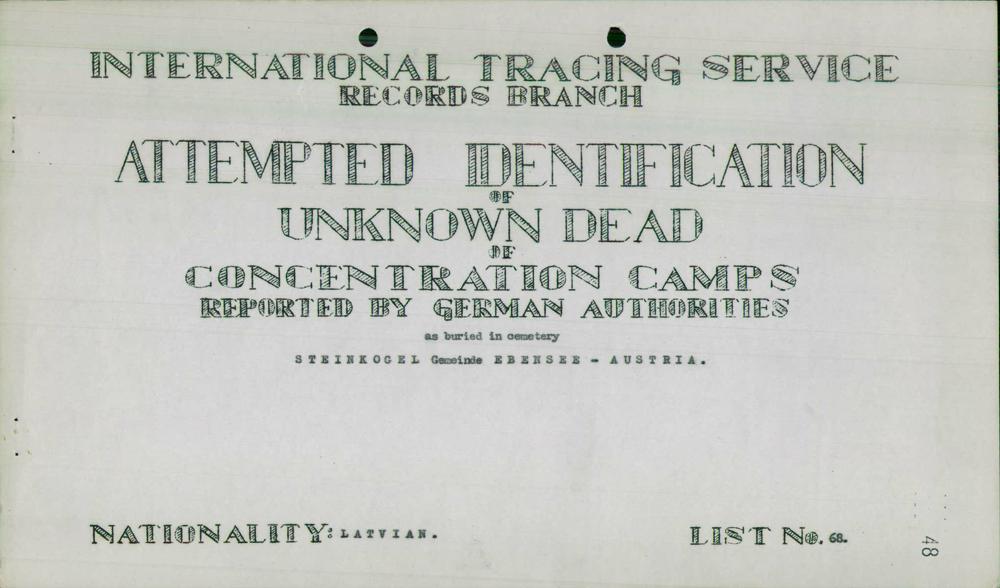 INTERNATIONAL TRACING SERVICE
RECORDS BRANCH
ATTEMPTED IDENTIFICATION
OF
UNKNOWN DEAD
OF
CONCENTRATION CAMPS
REPORTED BY GERMAN AUTHORITIES
as buried in cemetery
STEINKOGEL Gemeinde EBENSEE - AUSTRIA.
NATIONALITY: LATVIAN.
LIST No. 68.
48